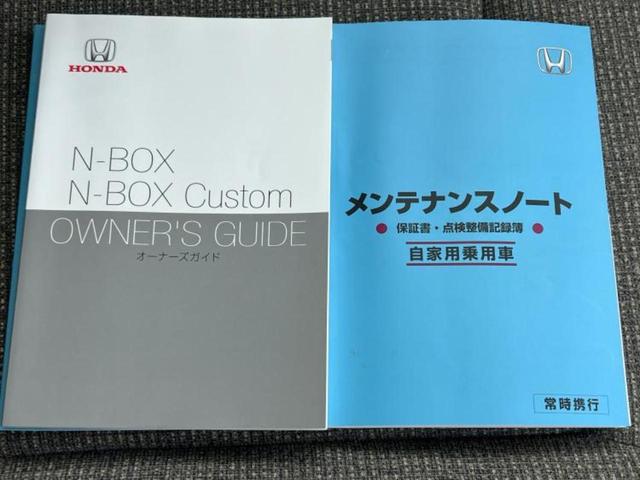 HONDA
N-BOX
N-BOX Custom
OWNER'S GUIDE
オーナーズガイド
メンテナンスノート
保証書・点検整備記録簿
自家用乗用車
常時携行